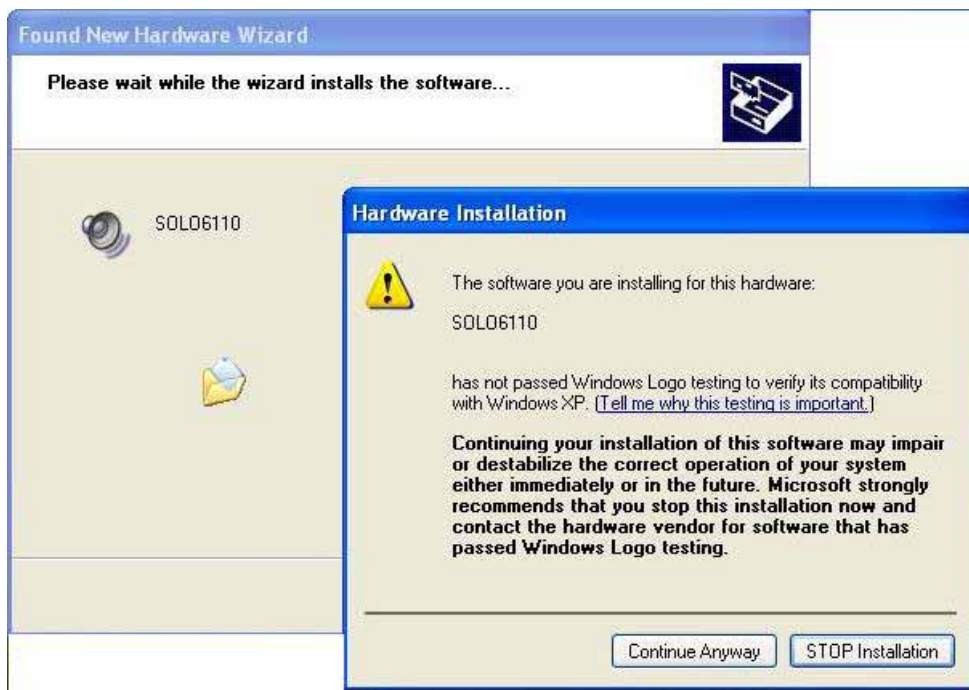 Found New Hardware Wizard
Please wait while the wizard installs the software...
SOLO6110
Hardware Installation
The software you are installing for this hardware:
SOLO6110
has not passed Windows Logo testing to verify its compatibility
with Windows XP. (Tell me why this testing is important.)
Continuing your installation of this software may impair
or destabilize the correct operation of your system
either immediately or in the future. Microsoft strongly
recommends that you stop this installation now and
contact the hardware vendor for software that has
passed Windows Logo testing.
Continue Anyway
STOP Installation